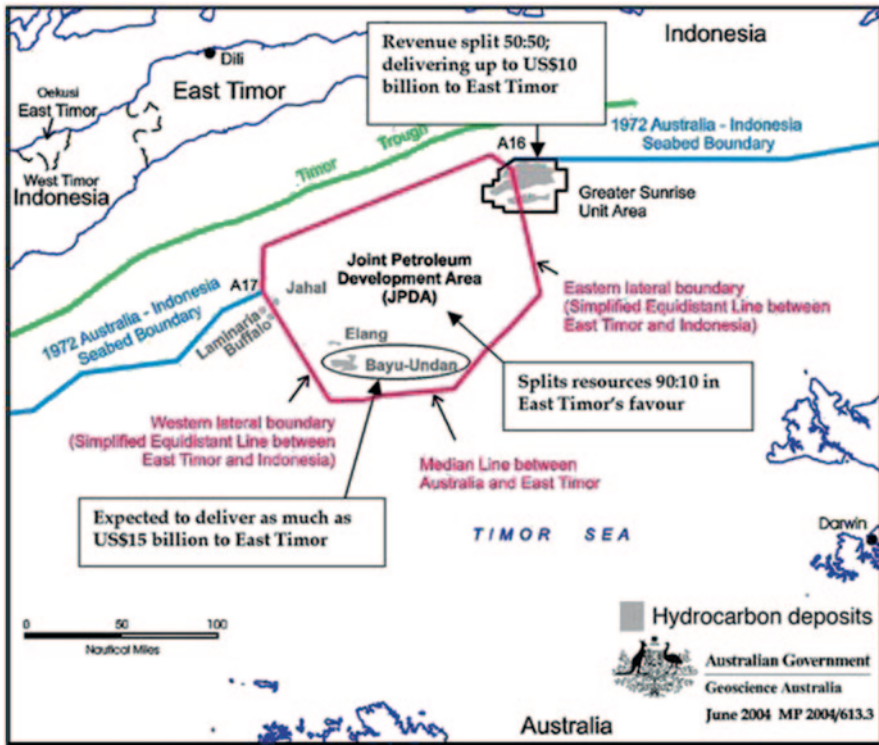 Revenue split 50:50;
delivering up to US$10
billion to East Timor
Indonesia
Dili
Oekusi
East Timor
East Timor
West Timor
Indonesia
Timor Trough
A16
1972 Australia - Indonesia
Seabed Boundary
Greater Sunrise
Unit Area
Joint Petroleum
Development Area
(JPDA)
A17
Jahal
Laminaria
Buffalo
1972 Australia - Indonesia
Seabed Boundary
Elang
Bayu-Undan
Eastern lateral boundary
(Simplified Equidistant Line between
East Timor and Indonesia)
Splits resources 90:10 in
East Timor's favour
Western lateral boundary
(Simplified Equidistant Line between
East Timor and Indonesia)
Median Line between
Australia and East Timor
Expected to deliver as much as
US$15 billion to East Timor
TIMOR SEA
Darwin
0 50 100
Nautical Miles
Hydrocarbon deposits
Australian Government
Geoscience Australia
June 2004 MP 2004/613.3
Australia